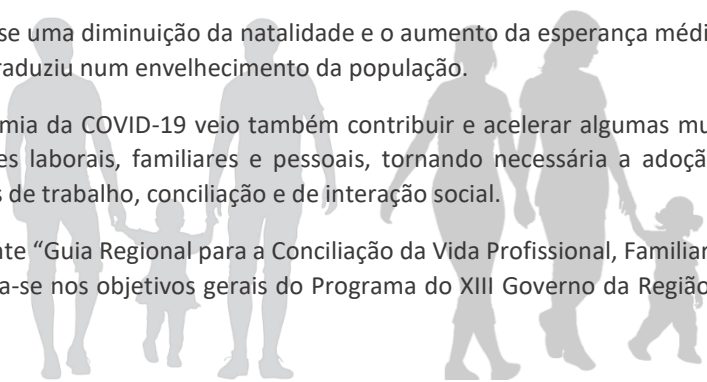 se uma diminuição da natalidade e o aumento da esperança médi
raduziu num envelhecimento da população.
mia da COVID-19 veio também contribuir e acelerar algumas mu
es laborais, familiares e pessoais, tornando necessária a adoçã
s de trabalho, conciliação e de interação social.
nte “Guia Regional para a Conciliação da Vida Profissional, Familiar
a-se nos objetivos gerais do Programa do XIII Governo da Região